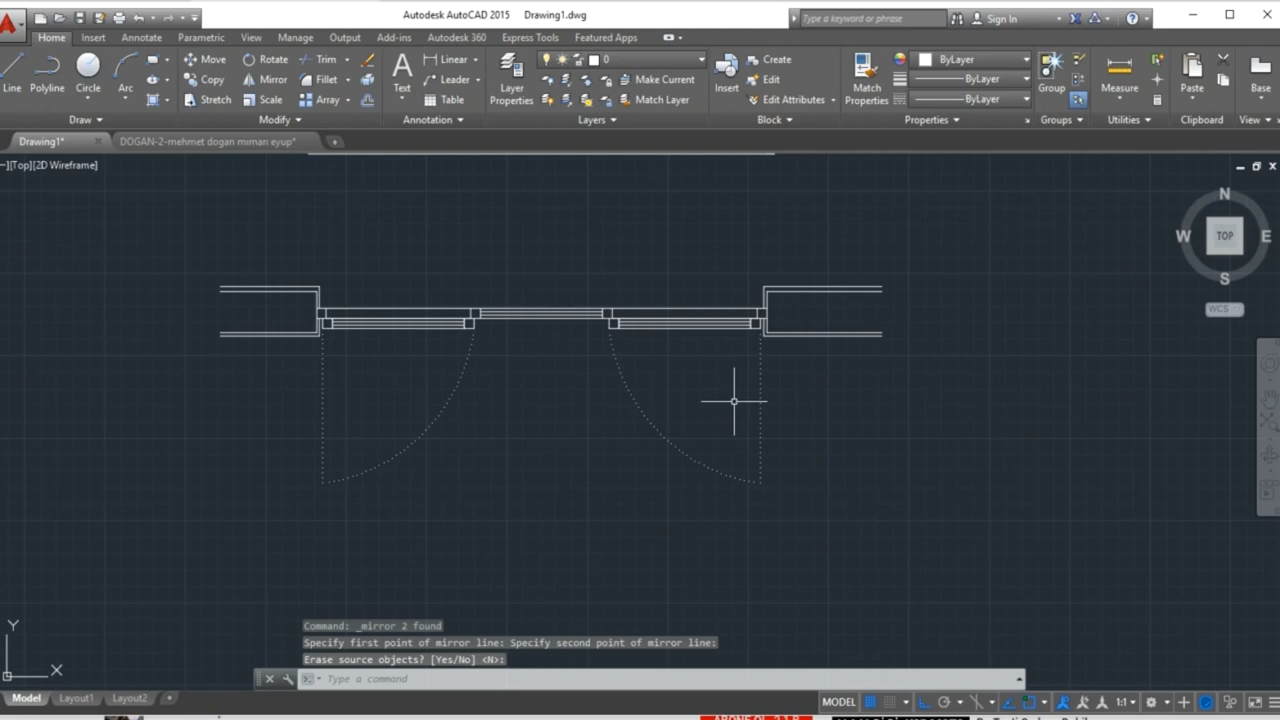 Autodesk AutoCAD 2015 Drawing1.dwg
Type a keyword or phrase
Sign In
Home Insert Annotate Parametric View Manage Output Add-ins Autodesk 360 Express Tools Featured Apps
Line Polyline Circle Arc
Move Rotate Trim
Copy Mirror Fillet
Stretch Scale Array
Text
Linear
Leader
Table
Layer Properties
0
Make Current
Match Layer
Insert
Create
Edit
Edit Attributes
Match Properties
ByLayer
ByLayer
ByLayer
Group
Measure
Paste
Base
Draw Modify Annotation Layers Block Properties Groups Utilities Clipboard View
Drawing1* DOGAN-2-mehmet dogan mımarı eyup*
−][Top][2D Wireframe]
N
W TOP E
S
WCS
Y
X
Command: _mirror 2 found
Specify first point of mirror line: Specify second point of mirror line:
Erase source objects? [Yes/No] <N>:
Type a command
Model Layout1 Layout2
MODEL 1:1